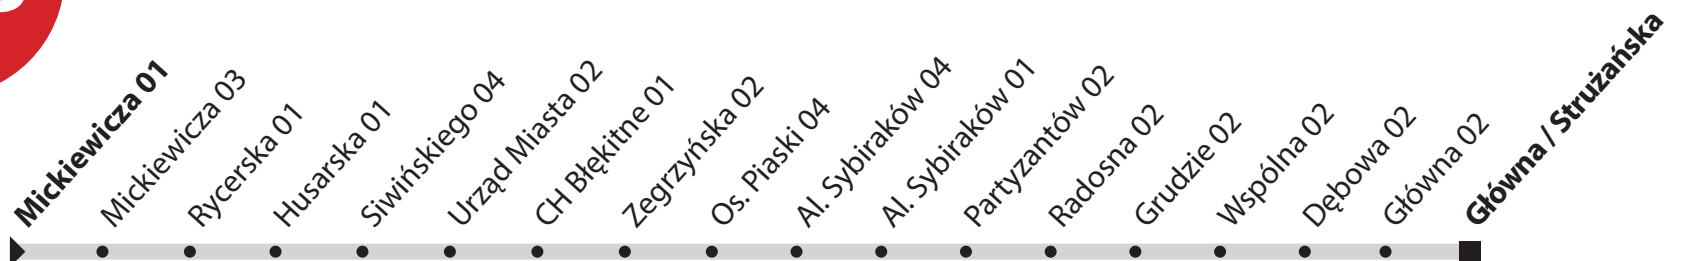 Mickiewicza 01
Mickiewicza 03
Rycerska 01
Husarska 01
Siwińskiego 04
Urząd Miasta 02
CH Błękitne 01
Zegrzyńska 02
Os. Piaski 04
Al. Sybiraków 04
Al. Sybiraków 01
Partyzantów 02
Radosna 02
Grudzie 02
Wspólna 02
Dębowa 02
Główna 02
Główna / Strużańska